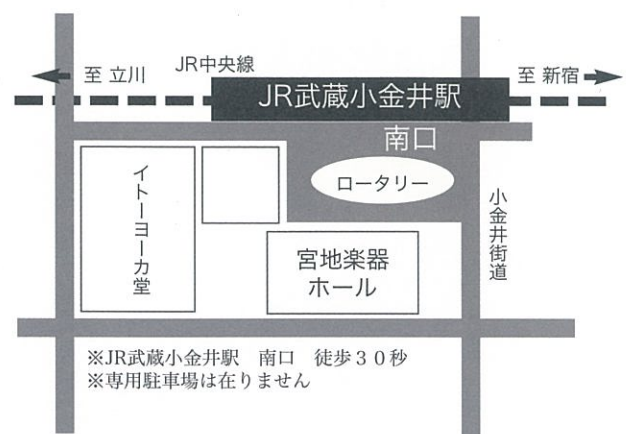 至 立川
JR中央線
至 新宿
JR武蔵小金井駅
南口
ロータリー
イトーヨーカ堂
小金井街道
宮地楽器
ホール
※JR武蔵小金井駅　南口　徒歩３０秒
※専用駐車場は在りません